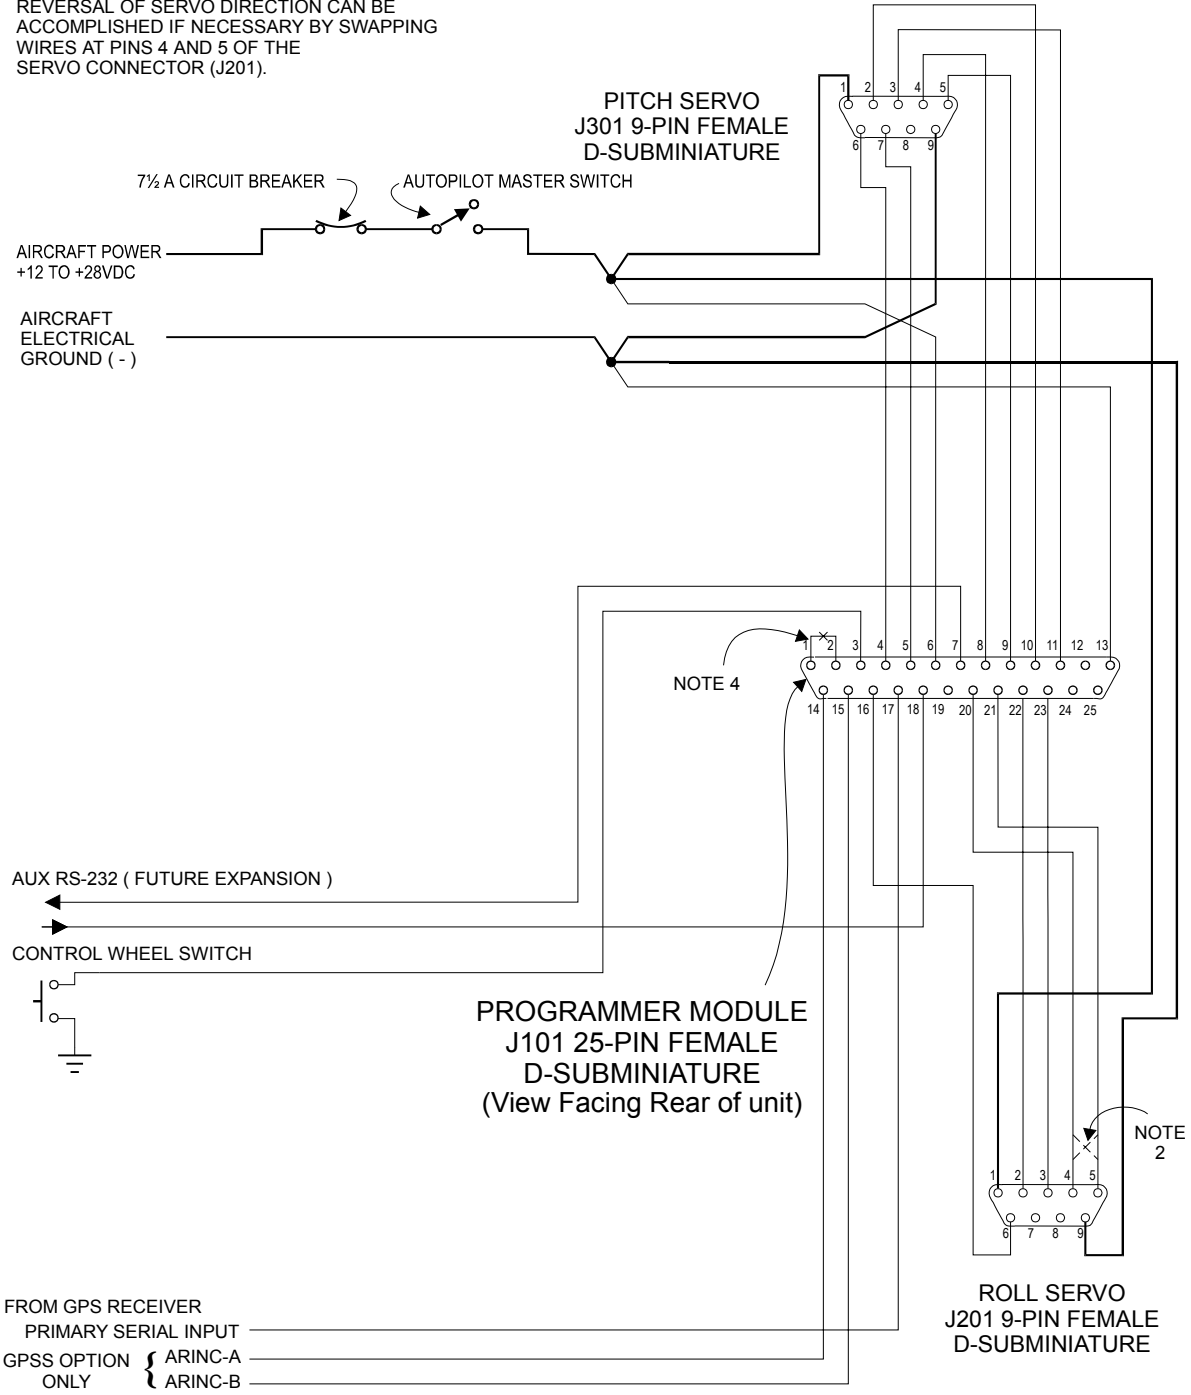 REVERSAL OF SERVO DIRECTION CAN BE
ACCOMPLISHED IF NECESSARY BY SWAPPING
WIRES AT PINS 4 AND 5 OF THE
SERVO CONNECTOR (J201).
PITCH SERVO
J301 9-PIN FEMALE
D-SUBMINIATURE
1 2 3 4 5
6 7 8 9
7½ A CIRCUIT BREAKER
AUTOPILOT MASTER SWITCH
AIRCRAFT POWER
+12 TO +28VDC
AIRCRAFT
ELECTRICAL
GROUND ( - )
1 2 3 4 5 6 7 8 9 10 11 12 13
NOTE 4
14 15 16 17 18 19 20 21 22 23 24 25
AUX RS-232 ( FUTURE EXPANSION )
CONTROL WHEEL SWITCH
PROGRAMMER MODULE
J101 25-PIN FEMALE
D-SUBMINIATURE
(View Facing Rear of unit)
NOTE
2
1 2 3 4 5
6 7 8 9
ROLL SERVO
J201 9-PIN FEMALE
D-SUBMINIATURE
FROM GPS RECEIVER
PRIMARY SERIAL INPUT
GPSS OPTION
ONLY
{
ARINC-A
ARINC-B